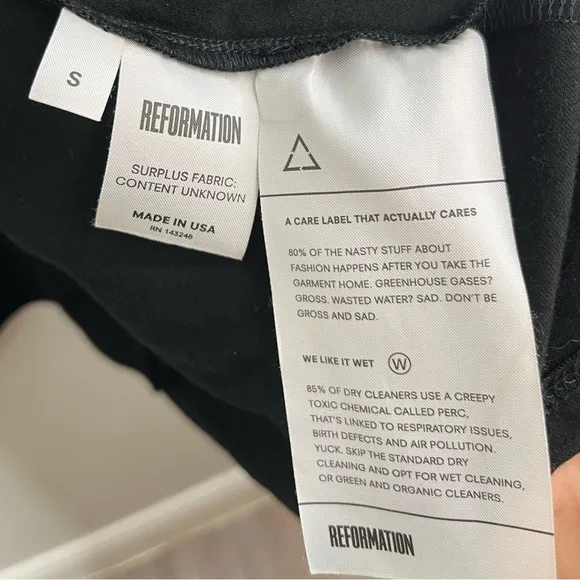 S
REFORMATION
SURPLUS FABRIC:
CONTENT UNKNOWN
MADE IN USA
RN 143246
A CARE LABEL THAT ACTUALLY CARES
80% OF THE NASTY STUFF ABOUT
FASHION HAPPENS AFTER YOU TAKE THE
GARMENT HOME. GREENHOUSE GASES?
GROSS. WASTED WATER? SAD. DON'T BE
GROSS AND SAD.
WE LIKE IT WET W
85% OF DRY CLEANERS USE A CREEPY
TOXIC CHEMICAL CALLED PERC,
THAT'S LINKED TO RESPIRATORY ISSUES,
BIRTH DEFECTS AND AIR POLLUTION.
YUCK. SKIP THE STANDARD DRY
CLEANING AND OPT FOR WET CLEANING,
OR GREEN AND ORGANIC CLEANERS.
REFORMATION